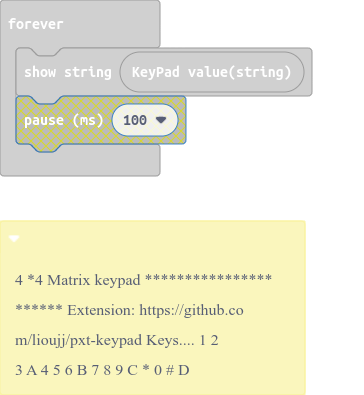 forever
show string KeyPad value(string)
pause (ms) 100
4 *4 Matrix keypad ****************
****** Extension: https://github.co
m/lioujj/pxt-keypad Keys.... 1 2
3 A 4 5 6 B 7 8 9 C * 0 # D